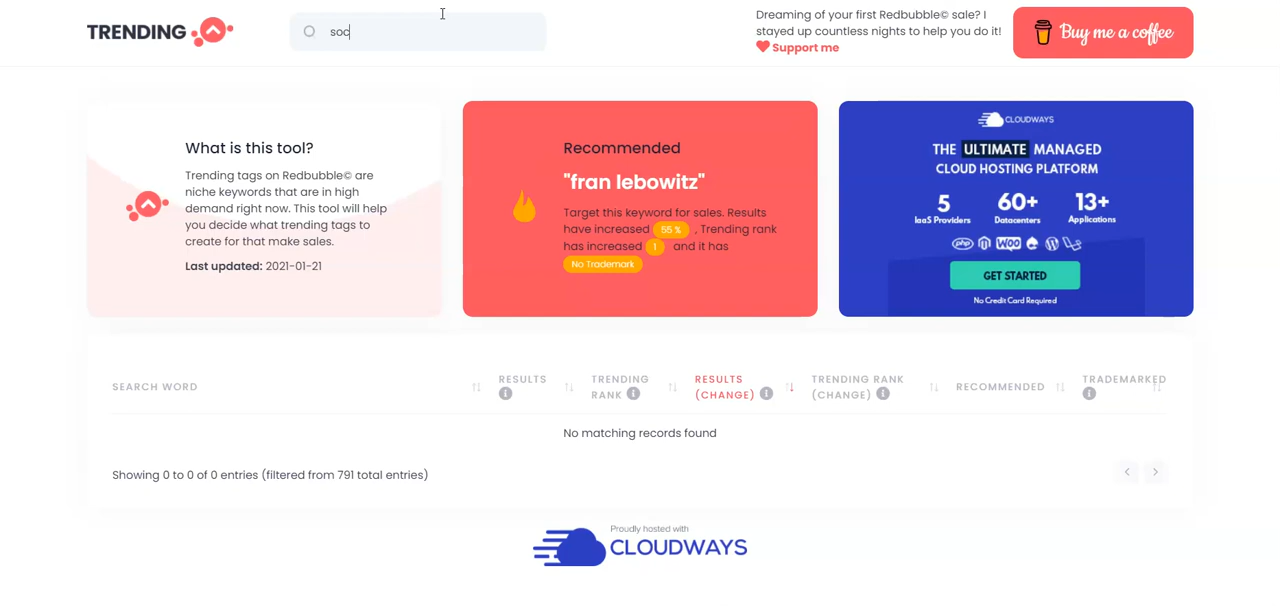 TRENDING
soc
Dreaming of your first Redbubble© sale? I
stayed up countless nights to help you do it!
Support me
Buy me a coffee
What is this tool?
Trending tags on Redbubble© are
niche keywords that are in high
demand right now. This tool will help
you decide what trending tags to
create for that make sales.
Last updated: 2021-01-21
Recommended
"fran lebowitz"
Target this keyword for sales. Results
have increased 55 % , Trending rank
has increased 1 and it has
No Trademark
CLOUDWAYS
THE ULTIMATE MANAGED
CLOUD HOSTING PLATFORM
5 60+ 13+
IaaS Providers Datacenters Applications
php WOO
GET STARTED
No Credit Card Required
SEARCH WORD
RESULTS
TRENDING
RANK
RESULTS
(CHANGE)
TRENDING RANK
(CHANGE)
RECOMMENDED
TRADEMARKED
No matching records found
Showing 0 to 0 of 0 entries (filtered from 791 total entries)
Proudly hosted with
CLOUDWAYS